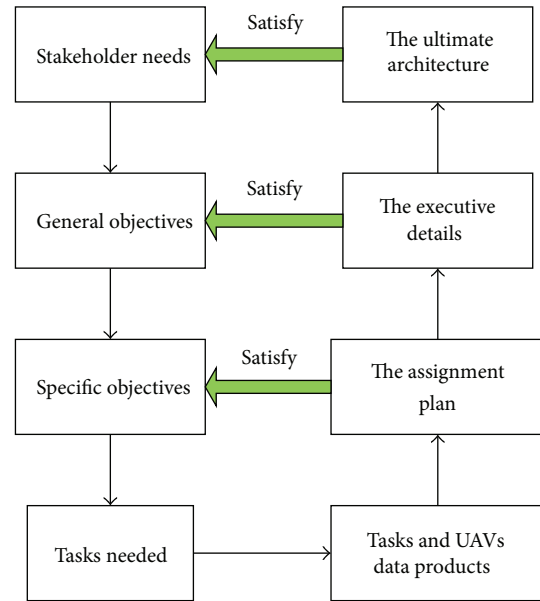 Satisfy
Stakeholder needs
The ultimate
architecture
Satisfy
General objectives
The executive
details
Satisfy
Specific objectives
The assignment
plan
Tasks needed
Tasks and UAVs
data products